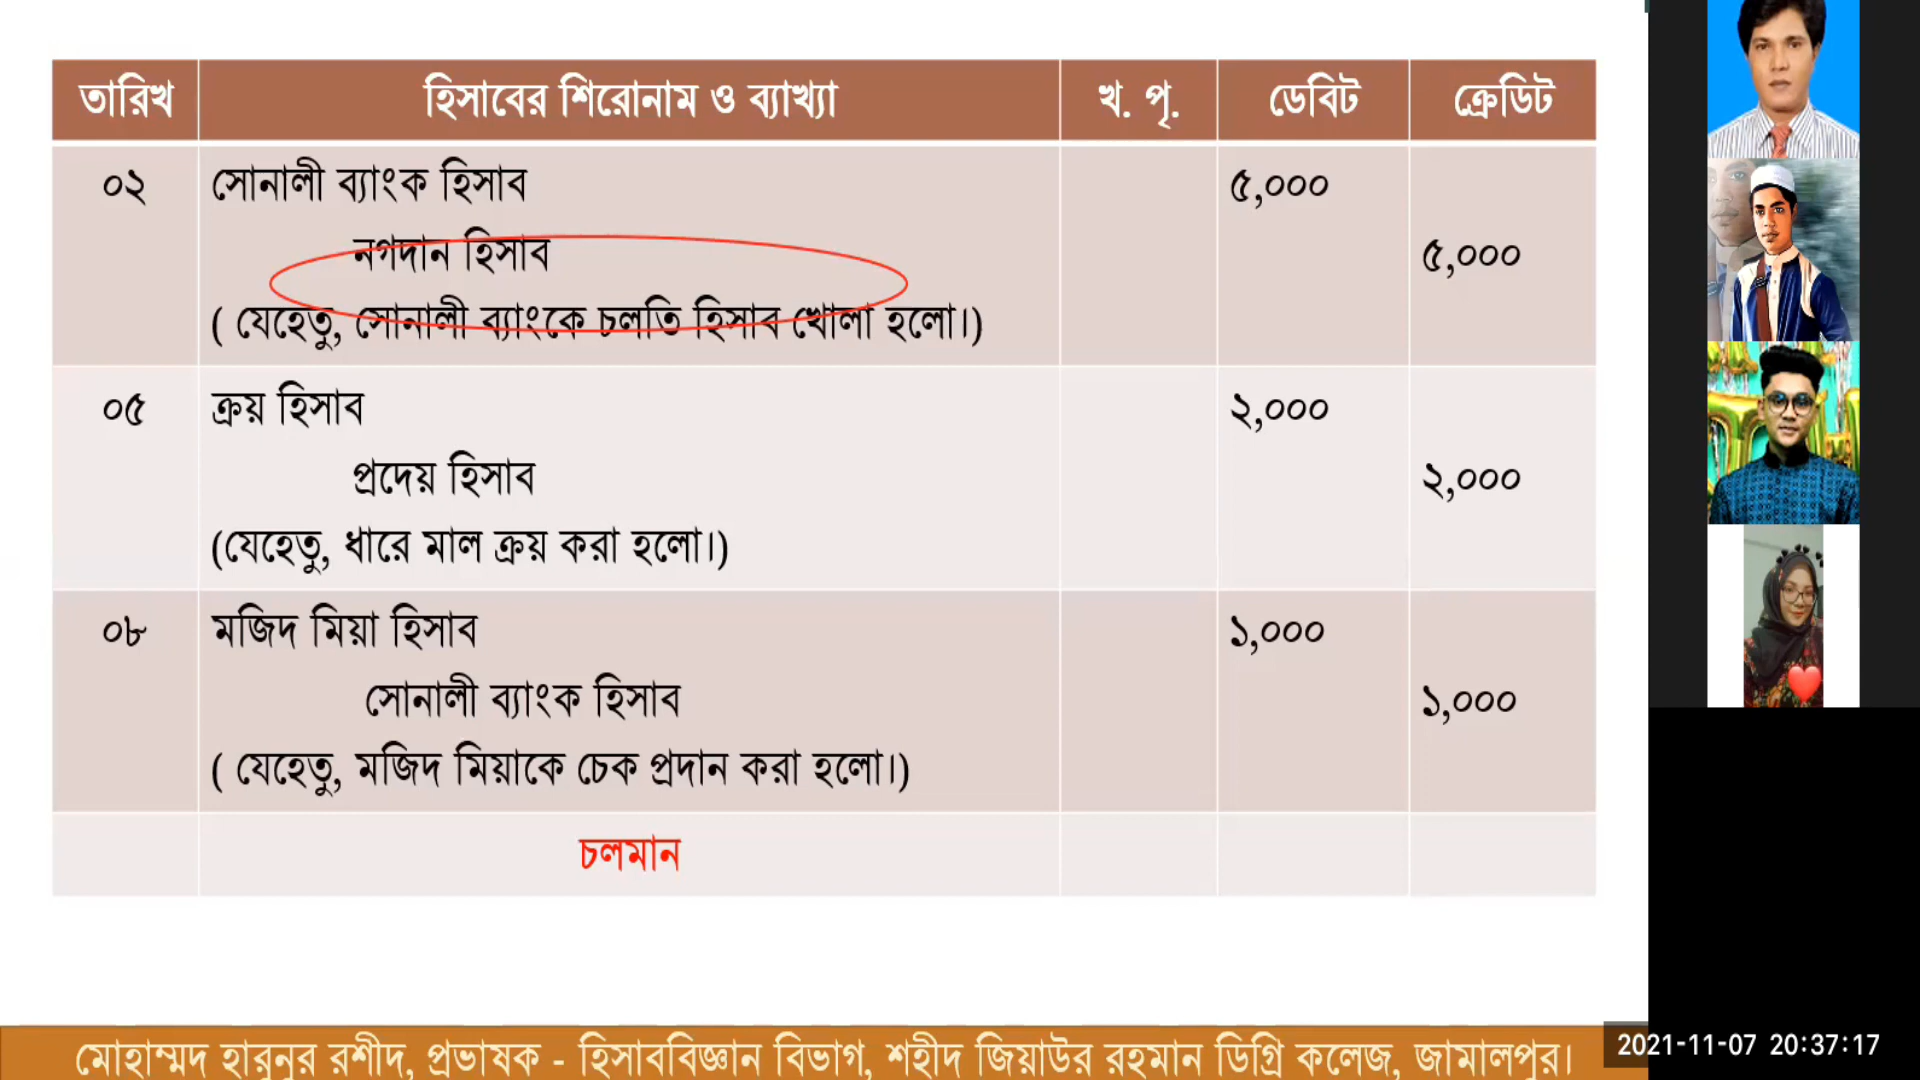 তারিখ হিসাবের শিরোনাম ও ব্যাখ্যা খ. পৃ. ডেবিট ক্রেডিট
০২ সোনালী ব্যাংক হিসাব ৫,০০০
নগদান হিসাব ৫,০০০
( যেহেতু, সোনালী ব্যাংকে চলতি হিসাব খোলা হলো।)
০৫ ক্রয় হিসাব ২,০০০
প্রদেয় হিসাব ২,০০০
(যেহেতু, ধারে মাল ক্রয় করা হলো।)
০৮ মজিদ মিয়া হিসাব ১,০০০
সোনালী ব্যাংক হিসাব ১,০০০
( যেহেতু, মজিদ মিয়াকে চেক প্রদান করা হলো।)
চলমান
মোহাম্মদ হারুনুর রশীদ, প্রভাষক - হিসাববিজ্ঞান বিভাগ, শহীদ জিয়াউর রহমান ডিগ্রি কলেজ, জামালপুর।
2021-11-07 20:37:17